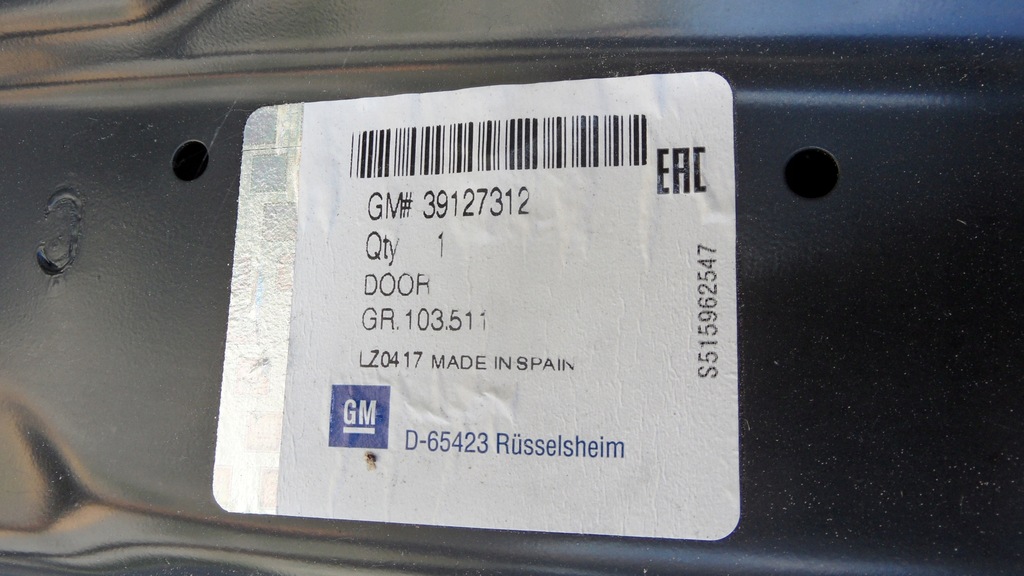 EAC
GM# 39127312
Qty 1
DOOR
GR.103.511
LZ0417 MADE IN SPAIN
GM
D-65423 Rüsselsheim
S515962547